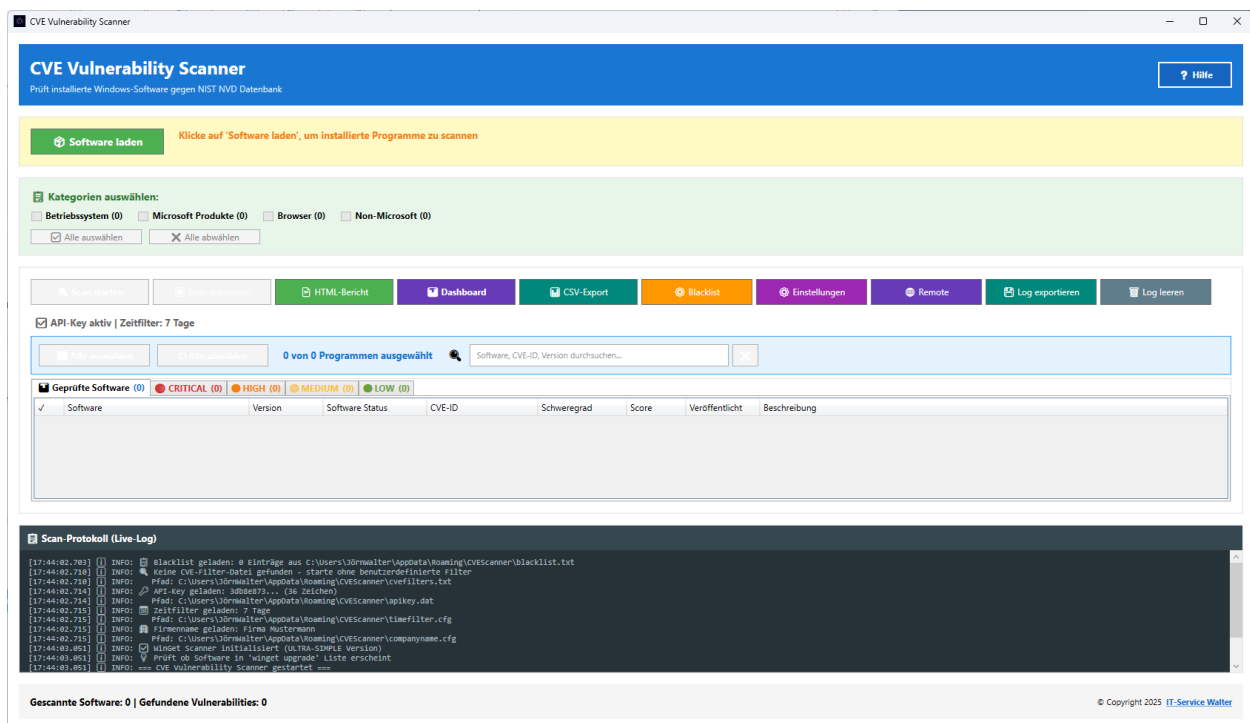 CVE Vulnerability Scanner
CVE Vulnerability Scanner
Prüft installierte Windows-Software gegen NIST NVD Datenbank
? Hilfe
Software laden
Klicke auf 'Software laden', um installierte Programme zu scannen
Kategorien auswählen:
Betriebssystem (0) Microsoft Produkte (0) Browser (0) Non-Microsoft (0)
Alle auswählen Alle abwählen
Scan starten HTML-Bericht Dashboard CSV-Export Blacklist Einstellungen Remote Log exportieren Log leeren
API-Key aktiv | Zeitfilter: 7 Tage
Alle auswählen Alle abwählen 0 von 0 Programmen ausgewählt Software, CVE-ID, Version durchsuchen...
Geprüfte Software (0) CRITICAL (0) HIGH (0) MEDIUM (0) LOW (0)
✓ Software Version Software Status CVE-ID Schweregrad Score Veröffentlicht Beschreibung
Scan-Protokoll (Live-Log)
[17:44:02.703] [i] INFO: Blacklist geladen: 0 Einträge aus C:\Users\JörnWalter\AppData\Roaming\CVEScanner\blacklist.txt
[17:44:02.710] [i] INFO: Keine CVE-Filter-Datei gefunden - starte ohne benutzerdefinierte Filter
[17:44:02.710] [i] INFO: Pfad: C:\Users\JörnWalter\AppData\Roaming\CVEScanner\cvefilters.txt
[17:44:02.714] [i] INFO: API-Key geladen: 3db8e873... (36 Zeichen)
[17:44:02.714] [i] INFO: Pfad: C:\Users\JörnWalter\AppData\Roaming\CVEScanner\apikey.dat
[17:44:02.715] [i] INFO: Zeitfilter geladen: 7 Tage
[17:44:02.715] [i] INFO: Pfad: C:\Users\JörnWalter\AppData\Roaming\CVEScanner\timefilter.cfg
[17:44:02.715] [i] INFO: Firmenname geladen: Firma Mustermann
[17:44:02.715] [i] INFO: Pfad: C:\Users\JörnWalter\AppData\Roaming\CVEScanner\companyname.cfg
[17:44:03.051] [i] INFO: WinGet Scanner initialisiert (ULTRA-SIMPLE Version)
[17:44:03.051] [i] INFO: Prüft ob Software in 'winget upgrade' Liste erscheint
[17:44:03.051] [i] INFO: === CVE Vulnerability Scanner gestartet ===
Gescannte Software: 0 | Gefundene Vulnerabilities: 0
© Copyright 2025 IT-Service Walter